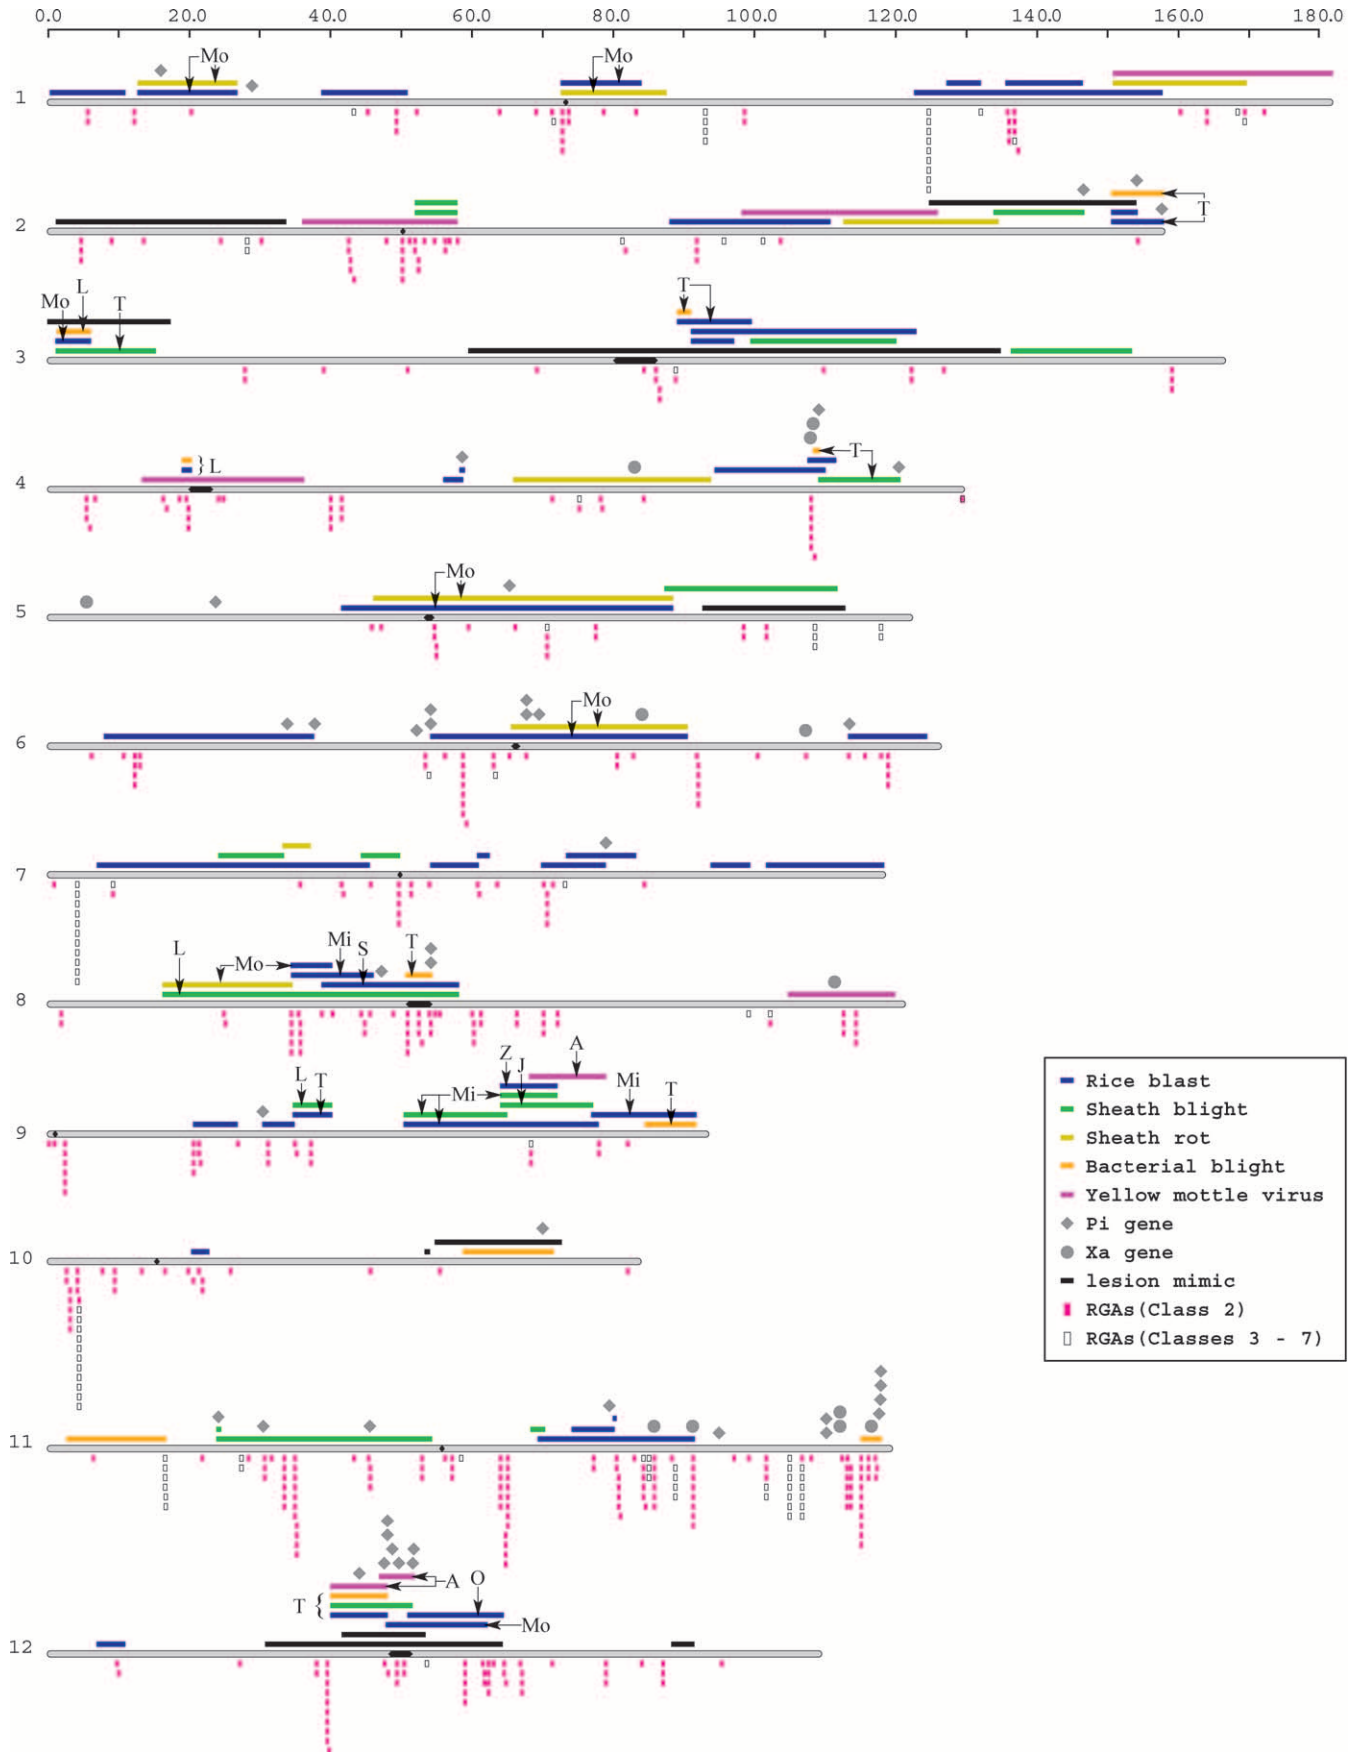 0.0 20.0 40.0 60.0 80.0 100.0 120.0 140.0 160.0 180.0
Mo Mo
1
T
2
Mo L T T
3
T
L
4
Mo
5
Mo
6
7
L Mo Mi S T
8
Z J A
L T Mi Mi T
9
10
11
A
T O
Mo
12
Rice blast
Sheath blight
Sheath rot
Bacterial blight
Yellow mottle virus
Pi gene
Xa gene
lesion mimic
RGAs(Class 2)
RGAs(Classes 3 - 7)